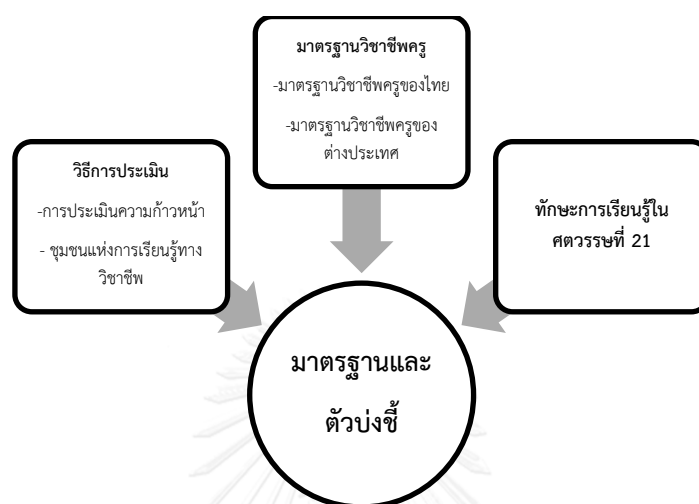 มาตรฐานวิชาชีพครู
-มาตรฐานวิชาชีพครูของไทย
-มาตรฐานวิชาชีพครูของ
ต่างประเทศ
วิธีการประเมิน
-การประเมินความก้าวหน้า
- ชุมชนแห่งการเรียนรู้ทาง
วิชาชีพ
ทักษะการเรียนรู้ใน
ศตวรรษที่ 21
มาตรฐานและ
ตัวบ่งชี้